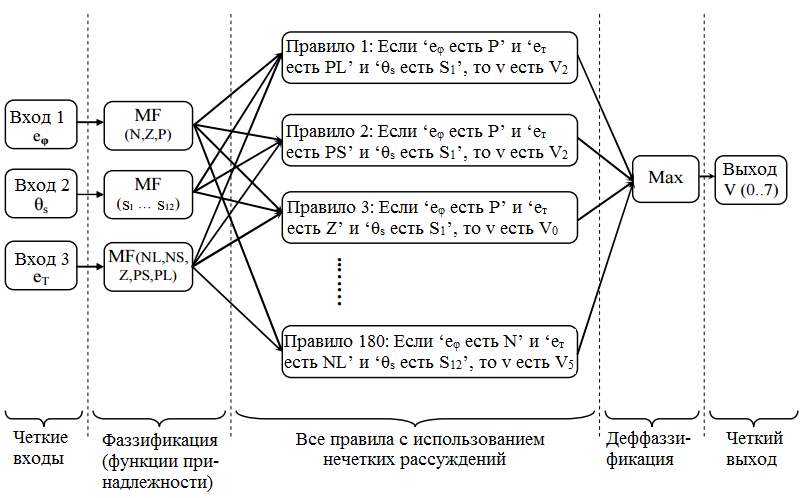 Вход 1
eφ
Вход 2
θs
Вход 3
eT
MF
(N,Z,P)
MF
(S1 … S12)
MF(NL,NS,
Z,PS,PL)
Правило 1: Если ‘eφ есть P’ и ‘eт
есть PL’ и ‘θs есть S1’, то v есть V2
Правило 2: Если ‘eφ есть P’ и ‘eт
есть PS’ и ‘θs есть S1’, то v есть V2
Правило 3: Если ‘eφ есть P’ и ‘eт
есть Z’ и ‘θs есть S1’, то v есть V0
Правило 180: Если ‘eφ есть N’ и ‘eт
есть NL’ и ‘θs есть S12’, то v есть V5
Max
Выход
V (0..7)
Четкие
входы
Фаззификация
(функции при-
надлежности)
Все правила с использованием
нечетких рассуждений
Деффаззи-
фикация
Четкий
выход